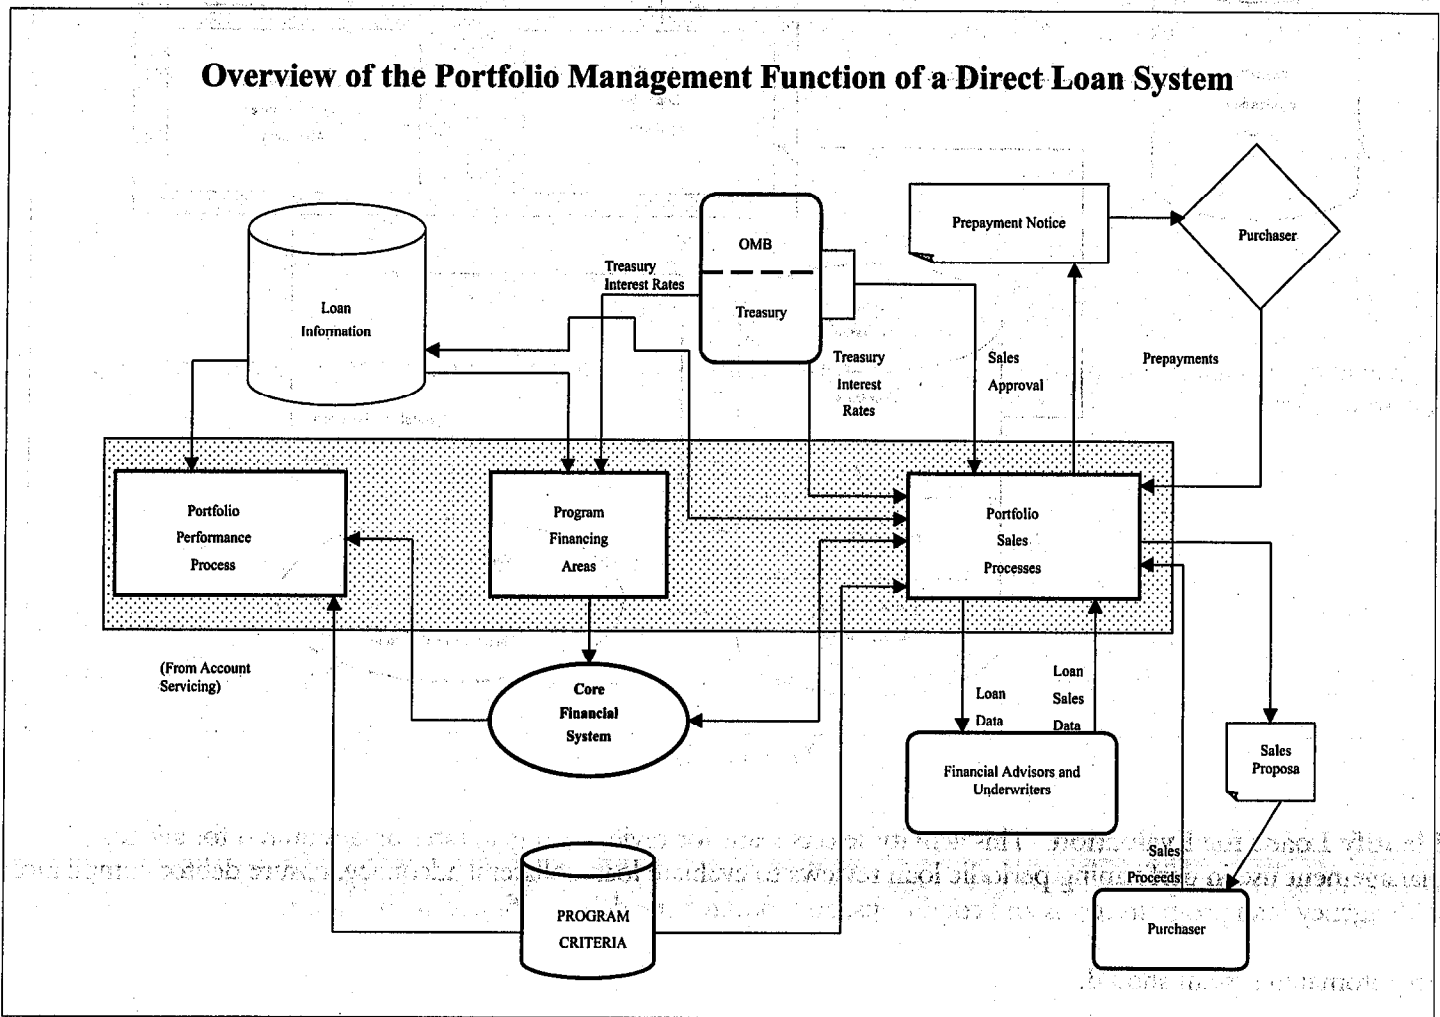 Overview of the Portfolio Management Function of a Direct Loan System
Loan
Information
Treasury
Interest Rates
OMB
Treasury
Treasury
Interest
Rates
Sales
Approval
Prepayment Notice
Purchaser
Prepayments
Portfolio
Performance
Process
Program
Financing
Areas
Portfolio
Sales
Processes
(From Account
Servicing)
Core
Financial
System
Loan
Data
Loan
Sales
Data
Financial Advisors and
Underwriters
Sales
Proposa
Sales
Proceeds
Purchaser
PROGRAM
CRITERIA